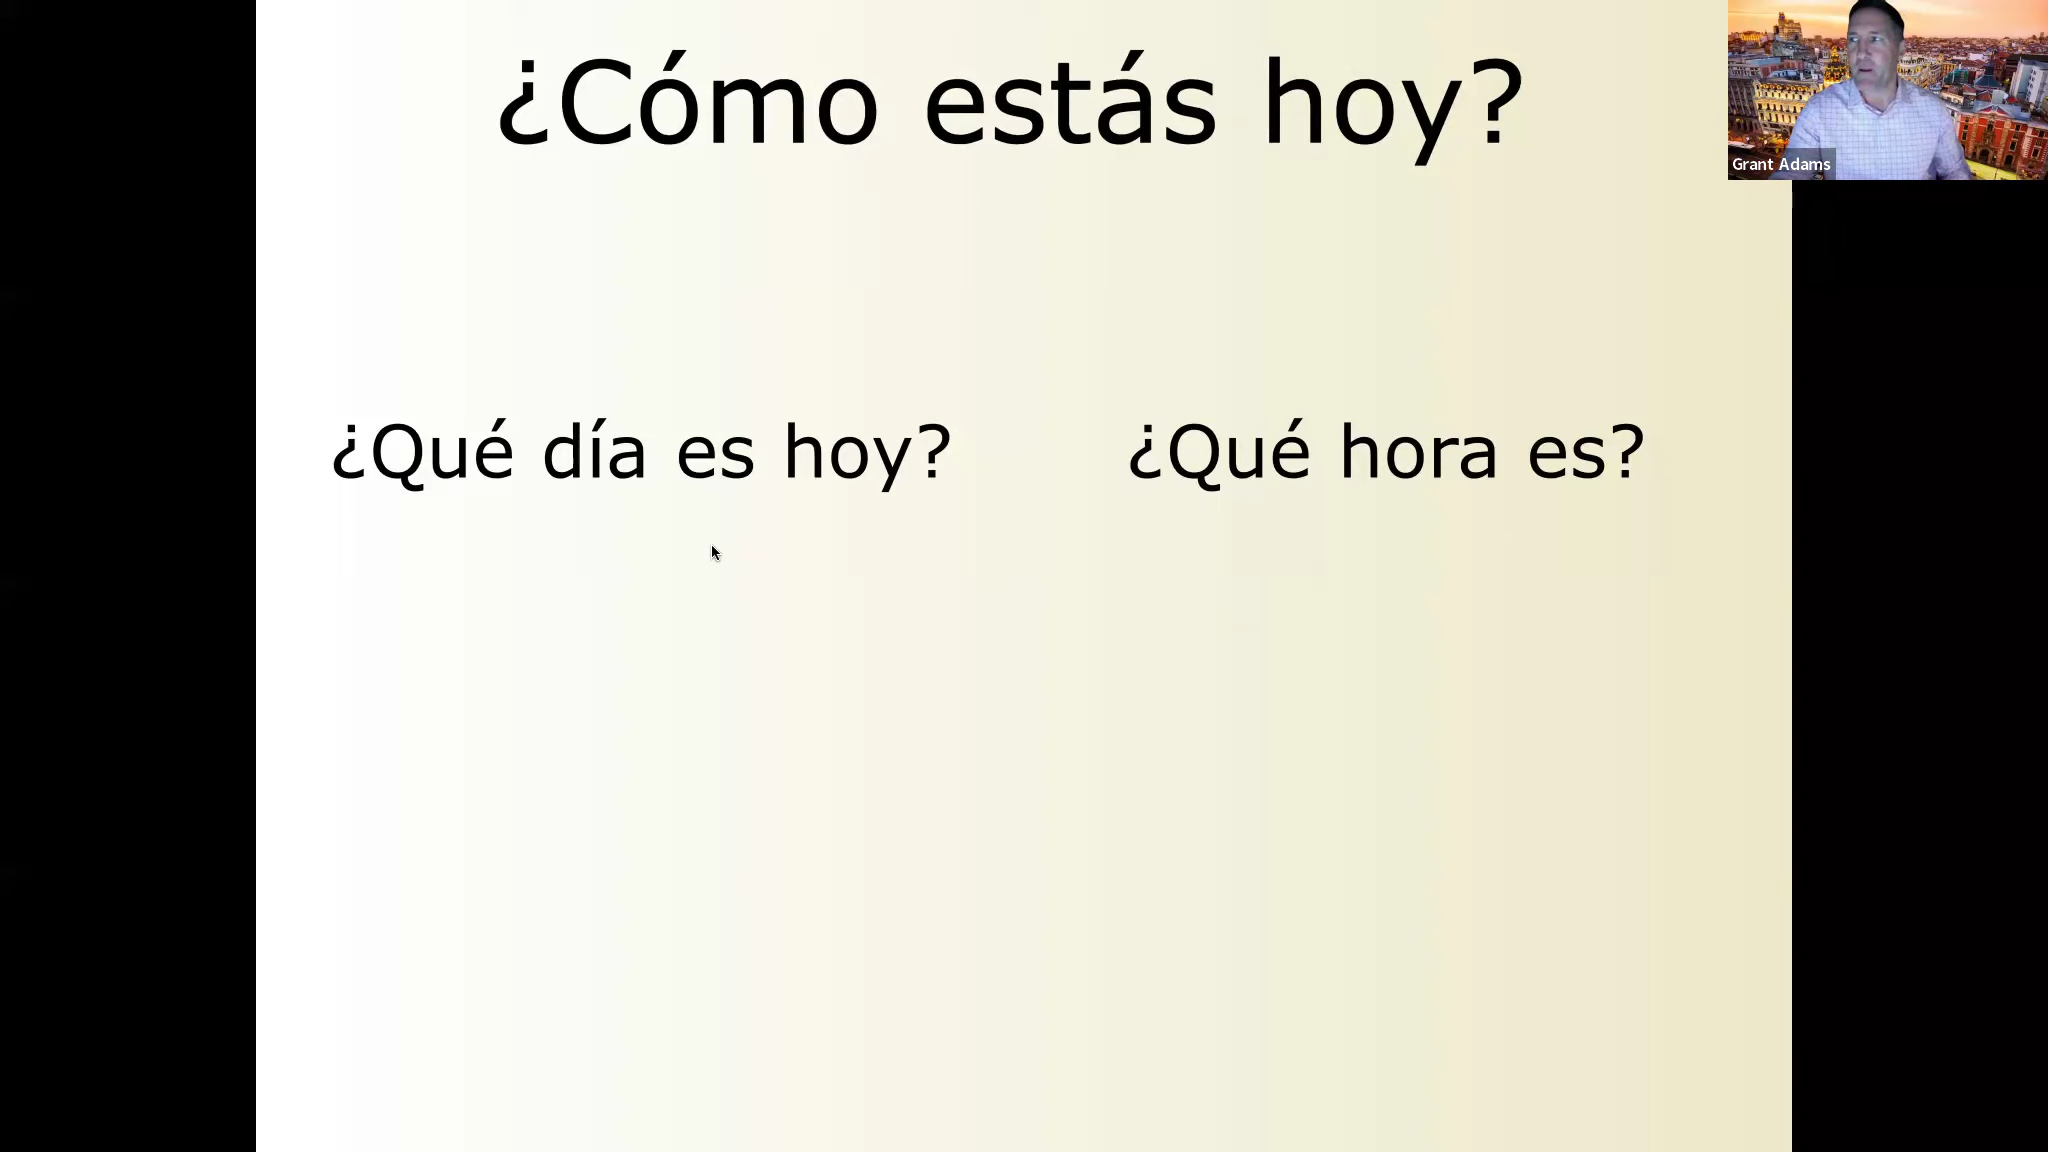 ¿Cómo estás hoy?
Grant Adams
¿Qué día es hoy?
¿Qué hora es?